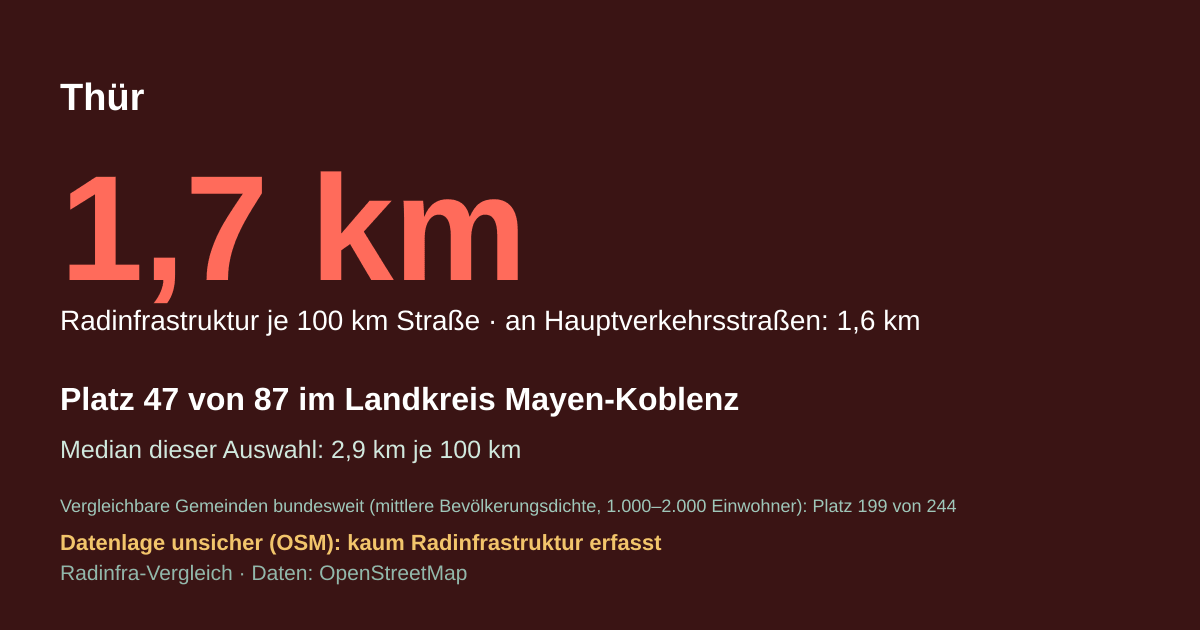 Thür
1,7 km
Radinfrastruktur je 100 km Straße · an Hauptverkehrsstraßen: 1,6 km
Platz 47 von 87 im Landkreis Mayen-Koblenz
Median dieser Auswahl: 2,9 km je 100 km
Vergleichbare Gemeinden bundesweit (mittlere Bevölkerungsdichte, 1.000–2.000 Einwohner): Platz 199 von 244
Datenlage unsicher (OSM): kaum Radinfrastruktur erfasst
Radinfra-Vergleich · Daten: OpenStreetMap